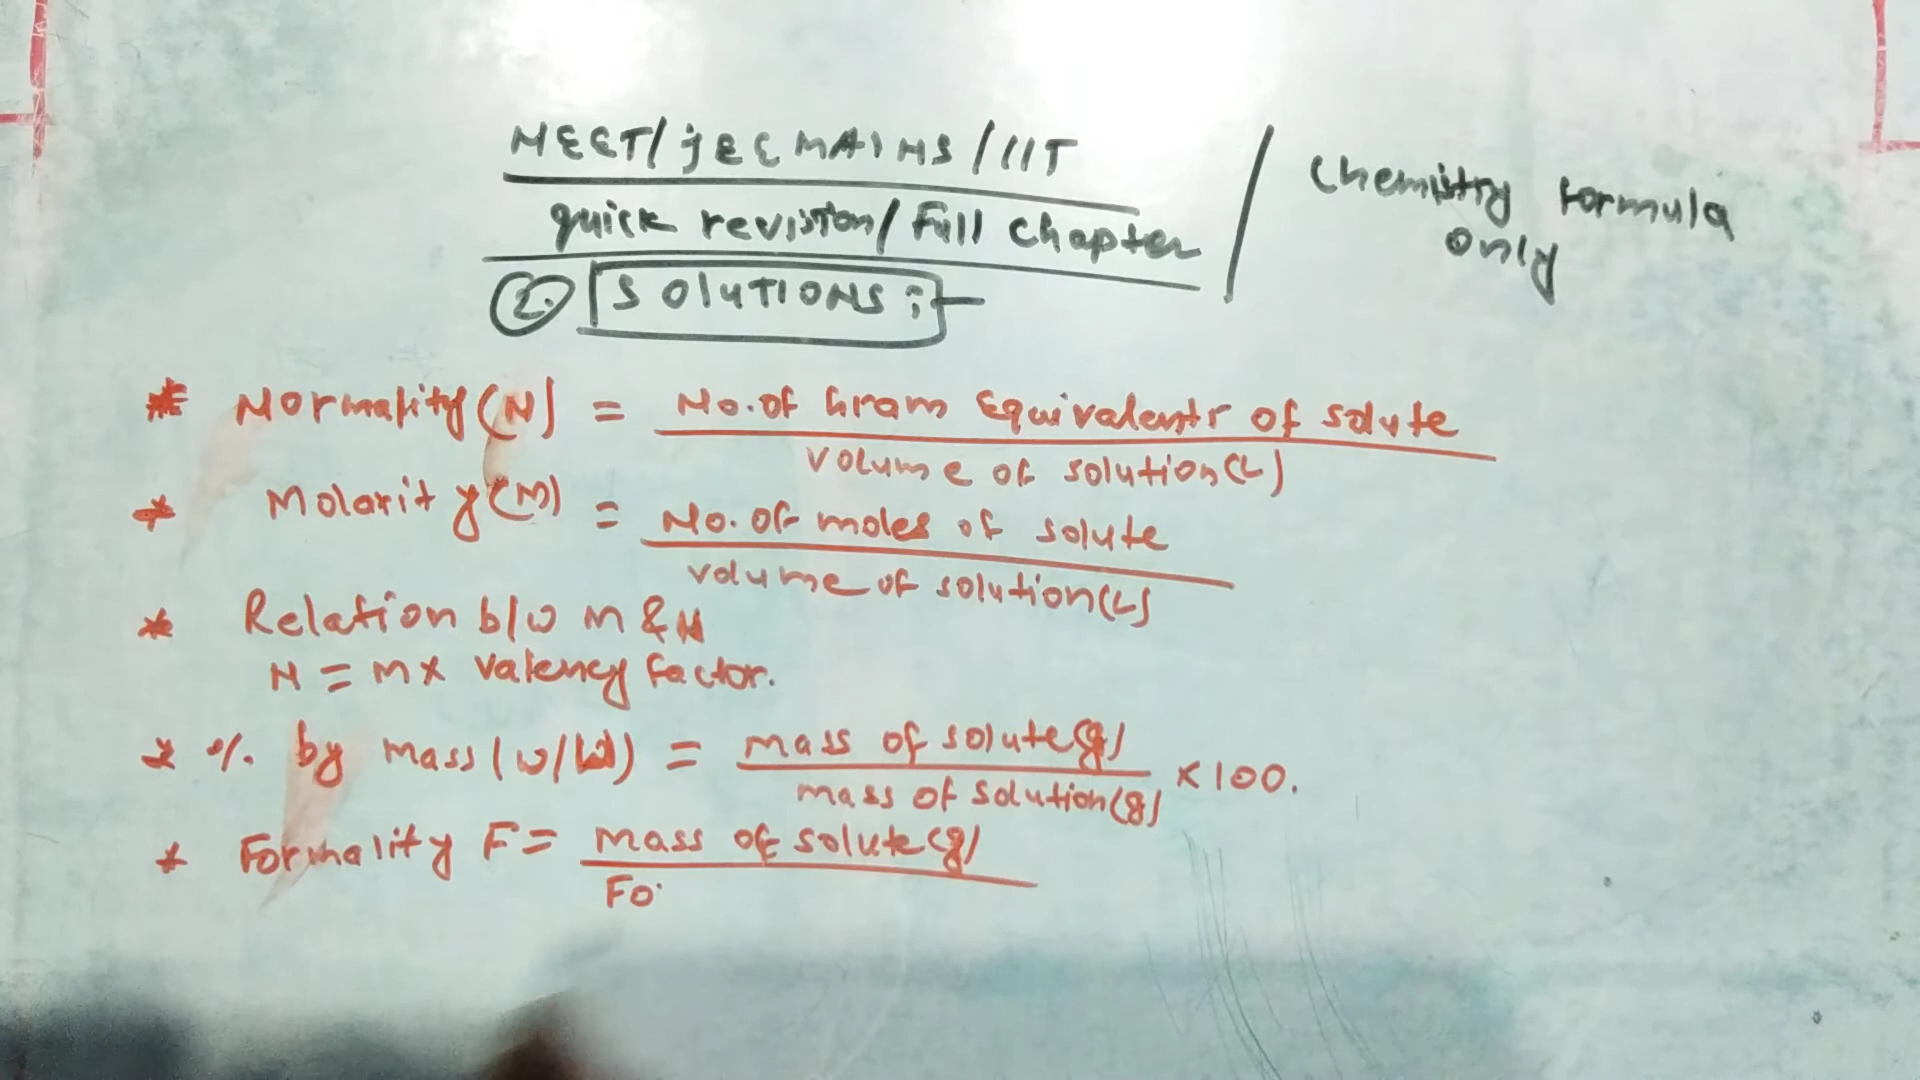 NEET/JEE MAINS/IIT
quick revision/Full chapter
/ Chemistry Formula
only
2. SOLUTIONS:-
* Normality(N) = No. of Gram Equivalents of solute
volume of solution(L)
* Molarity(M) = No. of moles of solute
volume of solution(L)
* Relation b/w M & N
N = M x valency factor.
* % by mass (w/W) = mass of solute(g)
mass of solution(g) x 100.
* Formality F = mass of solute(g)
Fo